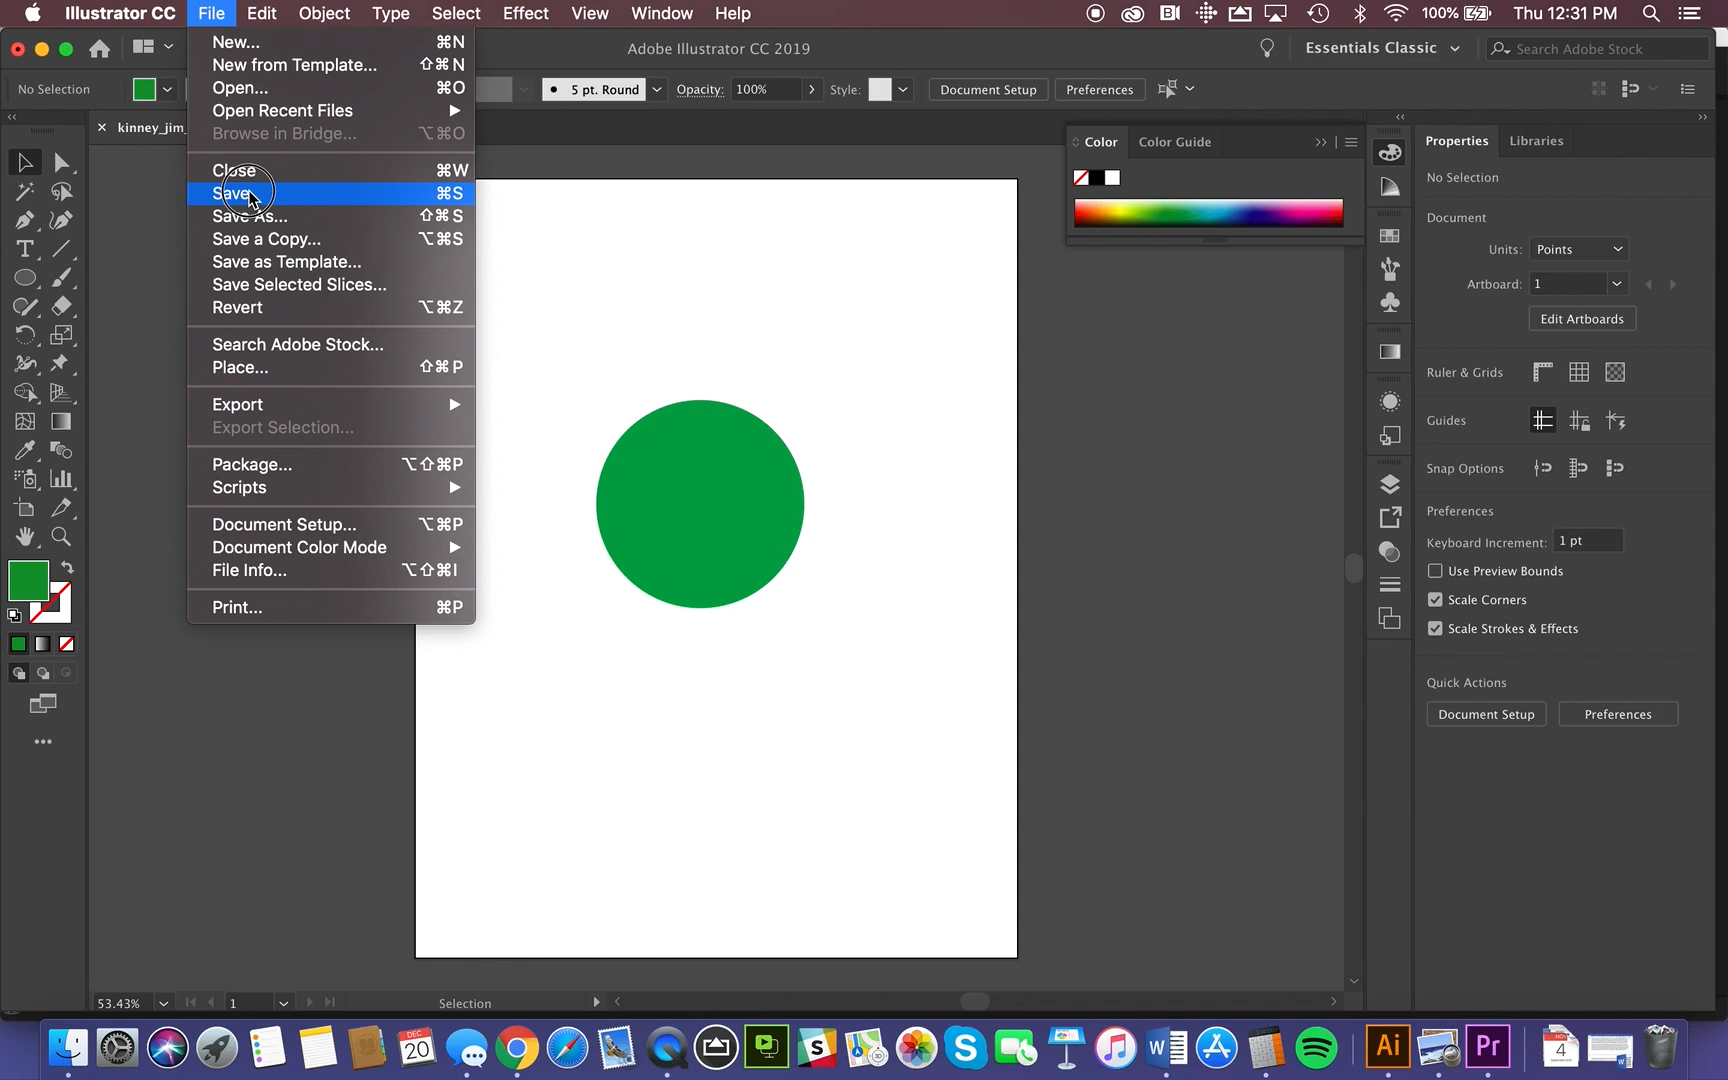 Illustrator CC File Edit Object Type Select Effect View Window Help 100% Thu 12:31 PM
Adobe Illustrator CC 2019 Essentials Classic Search Adobe Stock
No Selection 5 pt. Round Opacity: 100% Style: Document Setup Preferences
kinney_jim_
New... ⌘N
New from Template... ⇧⌘N
Open... ⌘O
Open Recent Files
Browse in Bridge... ⌥⌘O
Close ⌘W
Save ⌘S
Save As... ⇧⌘S
Save a Copy... ⌥⌘S
Save as Template...
Save Selected Slices...
Revert ⌥⌘Z
Search Adobe Stock...
Place... ⇧⌘P
Export
Export Selection...
Package... ⌥⇧⌘P
Scripts
Document Setup... ⌥⌘P
Document Color Mode
File Info... ⌥⇧⌘I
Print... ⌘P
Color Color Guide
Properties Libraries
No Selection
Document
Units: Points
Artboard: 1
Edit Artboards
Ruler & Grids
Guides
Snap Options
Preferences
Keyboard Increment: 1 pt
Use Preview Bounds
Scale Corners
Scale Strokes & Effects
Quick Actions
Document Setup Preferences
53.43% 1 Selection
DEC
20
Ai
Pr
NOV
4